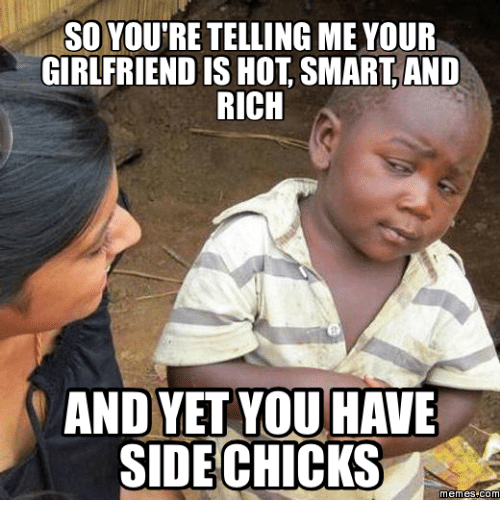 SO YOU'RE TELLING ME YOUR
GIRLFRIEND IS HOT, SMART, AND
RICH
AND YET YOU HAVE
SIDE CHICKS
memes.com